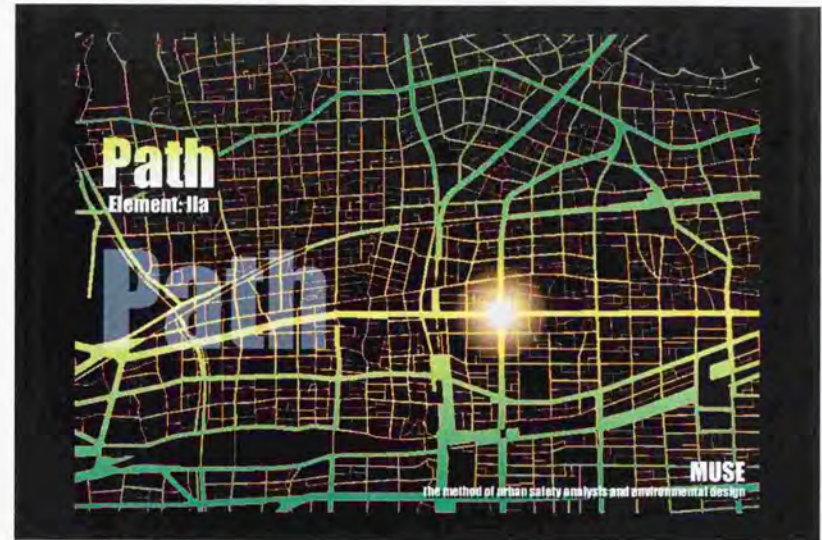 Path
Element: IIa
Path
MUSE
the method of urban safety analysis and environmental design